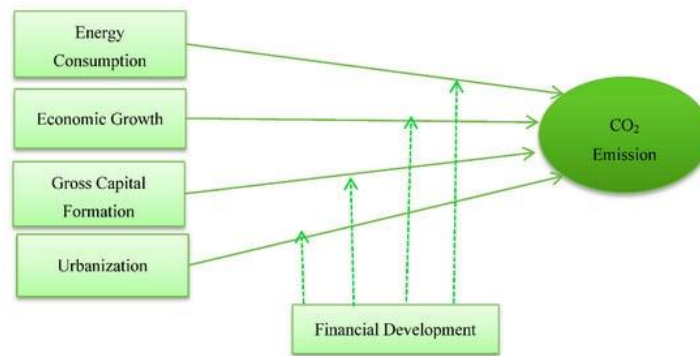 Energy
Consumption
Economic Growth
Gross Capital
Formation
Urbanization
CO₂
Emission
Financial Development